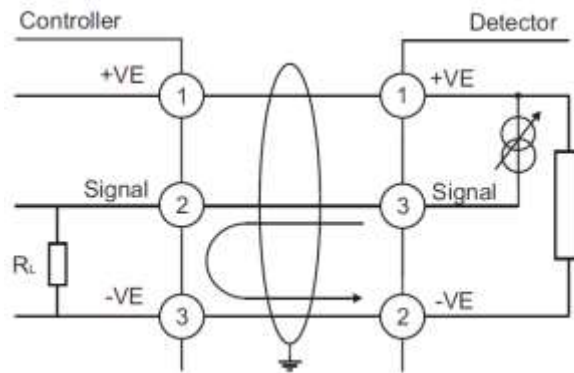 Controller
Detector
+VE
1
1
+VE
Signal
2
3
Signal
RL
-VE
3
2
-VE